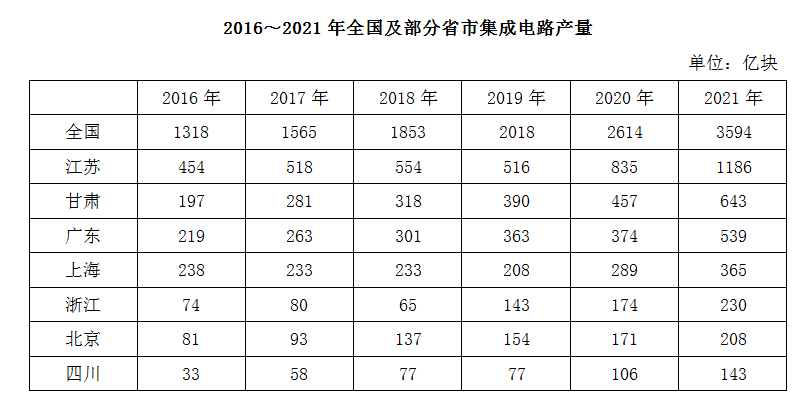 2016～2021 年全国及部分省市集成电路产量
单位：亿块
2016 年 2017 年 2018 年 2019 年 2020 年 2021 年
全国 1318 1565 1853 2018 2614 3594
江苏 454 518 554 516 835 1186
甘肃 197 281 318 390 457 643
广东 219 263 301 363 374 539
上海 238 233 233 208 289 365
浙江 74 80 65 143 174 230
北京 81 93 137 154 171 208
四川 33 58 77 77 106 143